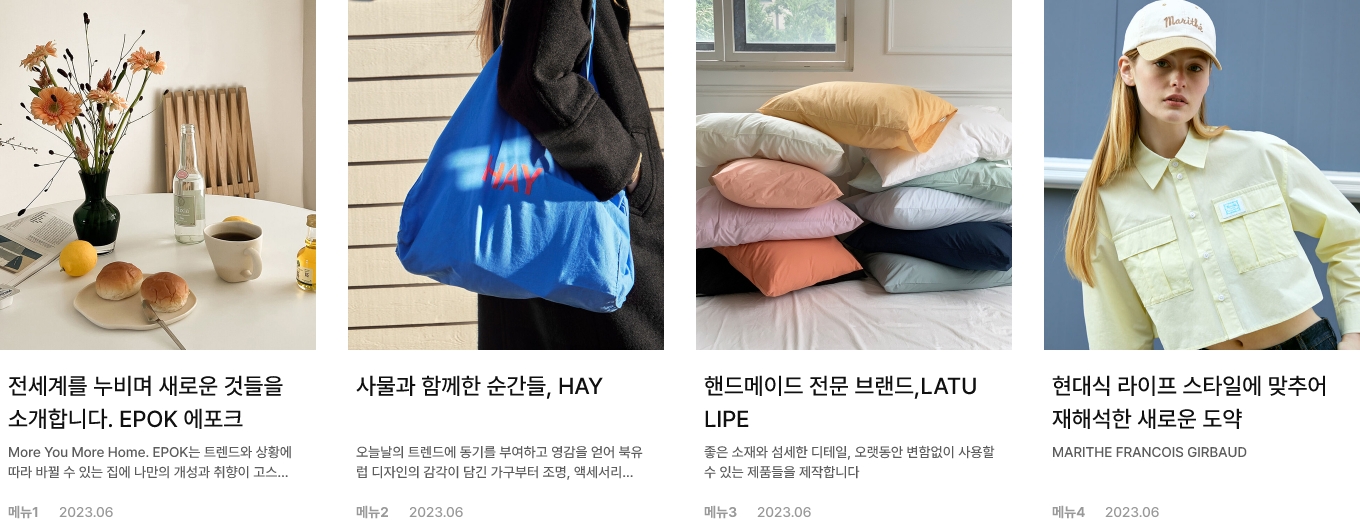 Marithé
HAY
전세계를 누비며 새로운 것들을
소개합니다. EPOK 에포크
More You More Home. EPOK는 트렌드와 상황에
따라 바뀔 수 있는 집에 나만의 개성과 취향이 고스...
메뉴1 2023.06
사물과 함께한 순간들, HAY
오늘날의 트렌드에 동기를 부여하고 영감을 얻어 북유
럽 디자인의 감각이 담긴 가구부터 조명, 액세서리...
메뉴2 2023.06
핸드메이드 전문 브랜드,LATU
LIPE
좋은 소재와 섬세한 디테일, 오랫동안 변함없이 사용할
수 있는 제품들을 제작합니다
메뉴3 2023.06
현대식 라이프 스타일에 맞추어
재해석한 새로운 도약
MARITHE FRANCOIS GIRBAUD
메뉴4 2023.06